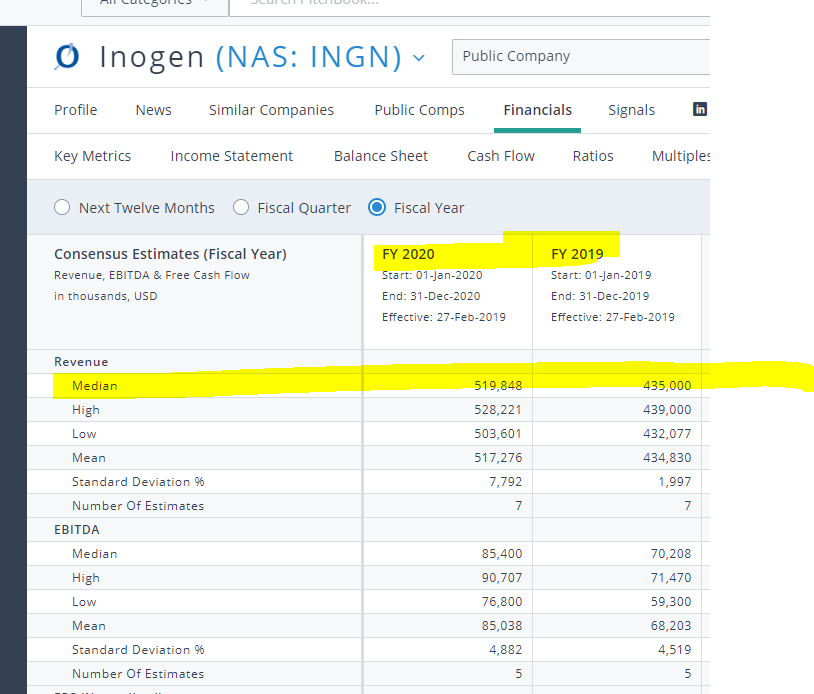 All Categories Search PitchBook...
Inogen (NAS: INGN) Public Company
Profile News Similar Companies Public Comps Financials Signals in
Key Metrics Income Statement Balance Sheet Cash Flow Ratios Multiples
Next Twelve Months Fiscal Quarter Fiscal Year
Consensus Estimates (Fiscal Year) FY 2020 FY 2019
Revenue, EBITDA & Free Cash Flow Start: 01-Jan-2020 Start: 01-Jan-2019
in thousands, USD End: 31-Dec-2020 End: 31-Dec-2019
Effective: 27-Feb-2019 Effective: 27-Feb-2019
Revenue
Median 519,848 435,000
High 528,221 439,000
Low 503,601 432,077
Mean 517,276 434,830
Standard Deviation % 7,792 1,997
Number Of Estimates 7 7
EBITDA
Median 85,400 70,208
High 90,707 71,470
Low 76,800 59,300
Mean 85,038 68,203
Standard Deviation % 4,882 4,519
Number Of Estimates 5 5